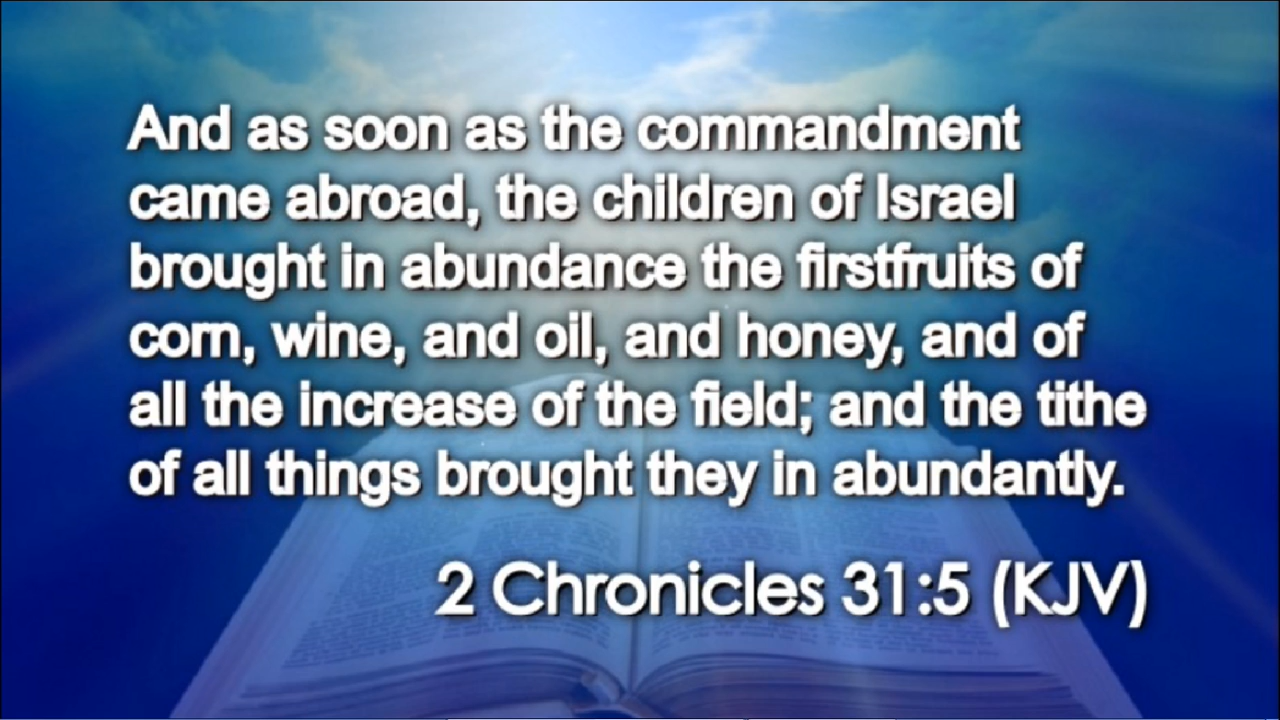 And as soon as the commandment
came abroad, the children of Israel
brought in abundance the firstfruits of
corn, wine, and oil, and honey, and of
all the increase of the field; and the tithe
of all things brought they in abundantly.
2 Chronicles 31:5 (KJV)